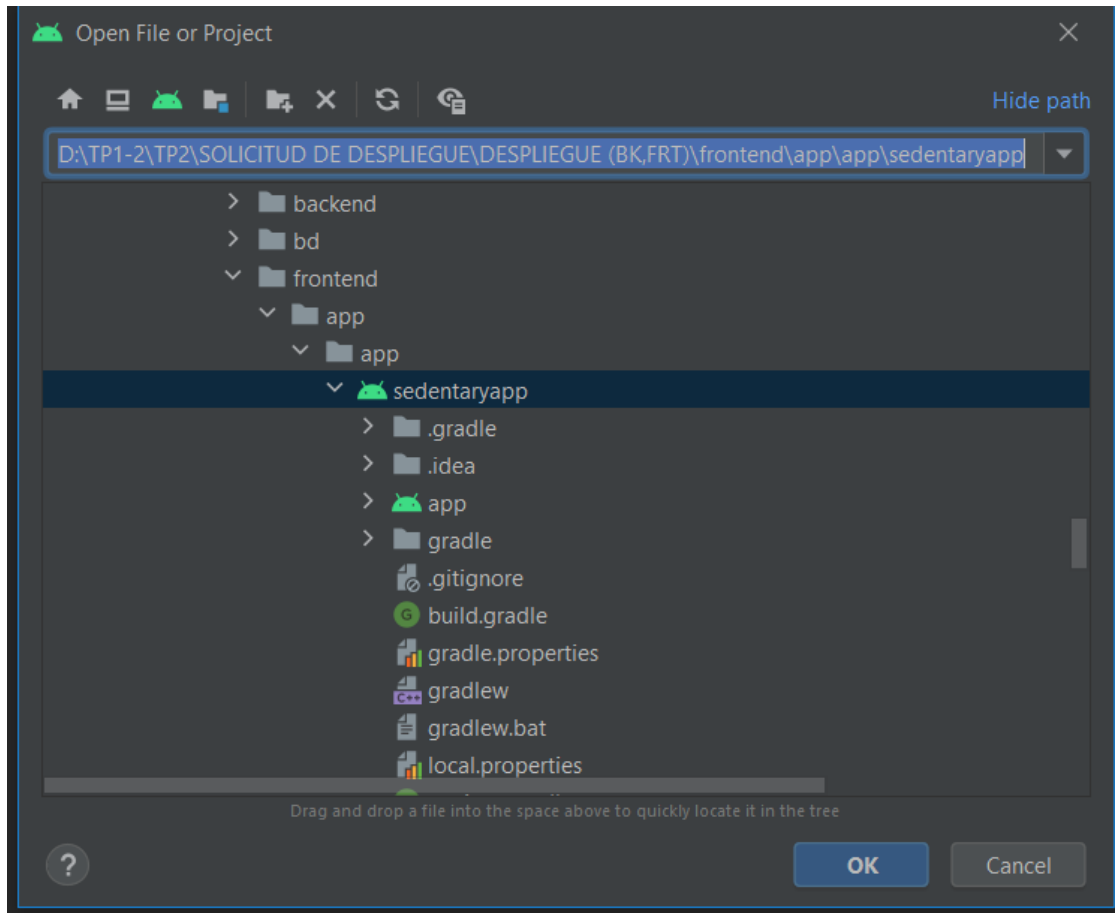 Open File or Project
Hide path
D:\TP1-2\TP2\SOLICITUD DE DESPLIEGUE\DESPLIEGUE (BK,FRT)\frontend\app\app\sedentaryapp
backend
bd
frontend
app
app
sedentaryapp
.gradle
.idea
app
gradle
.gitignore
G build.gradle
gradle.properties
C++ gradlew
gradlew.bat
local.properties
Drag and drop a file into the space above to quickly locate it in the tree
? OK Cancel